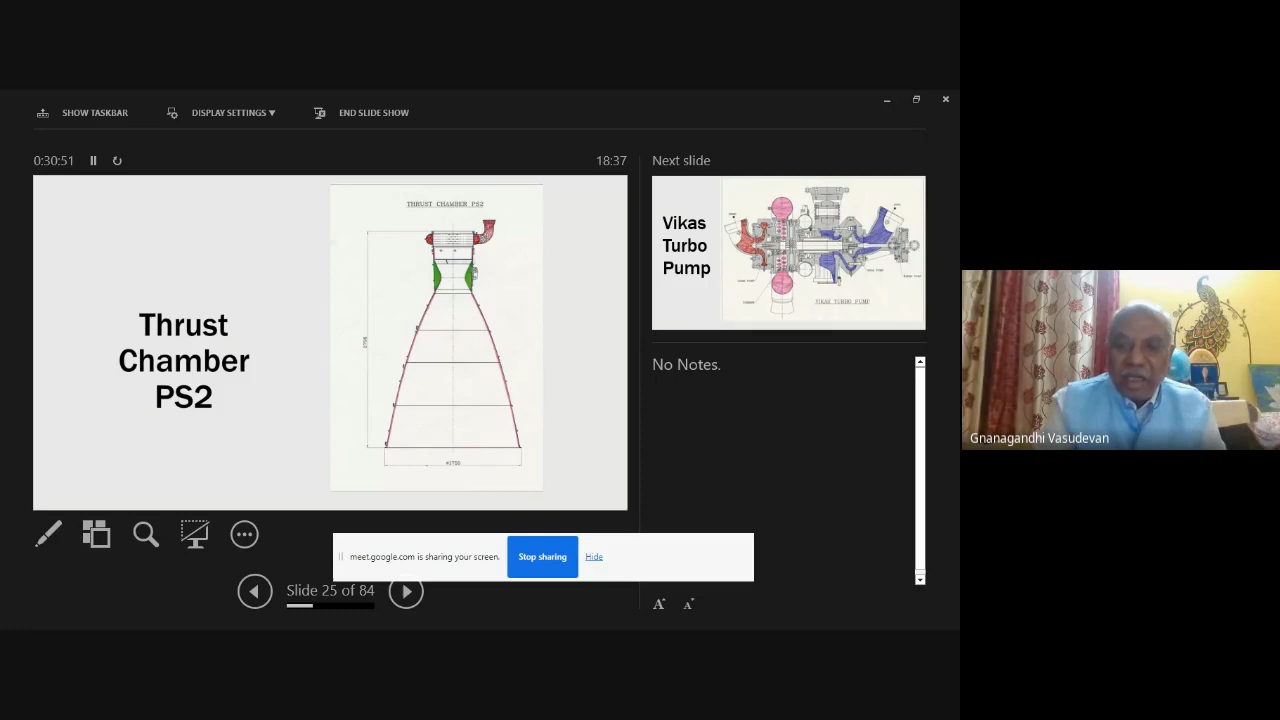 SHOW TASKBAR
DISPLAY SETTINGS ▼
END SLIDE SHOW
0:30:51
18:37
Next slide
THRUST CHAMBER PS2
Thrust
Chamber
PS2
Vikas
Turbo
Pump
VIKAS TURBO PUMP
No Notes.
meet.google.com is sharing your screen.
Stop sharing
Hide
Slide 25 of 84
A A
Gnanagandhi Vasudevan